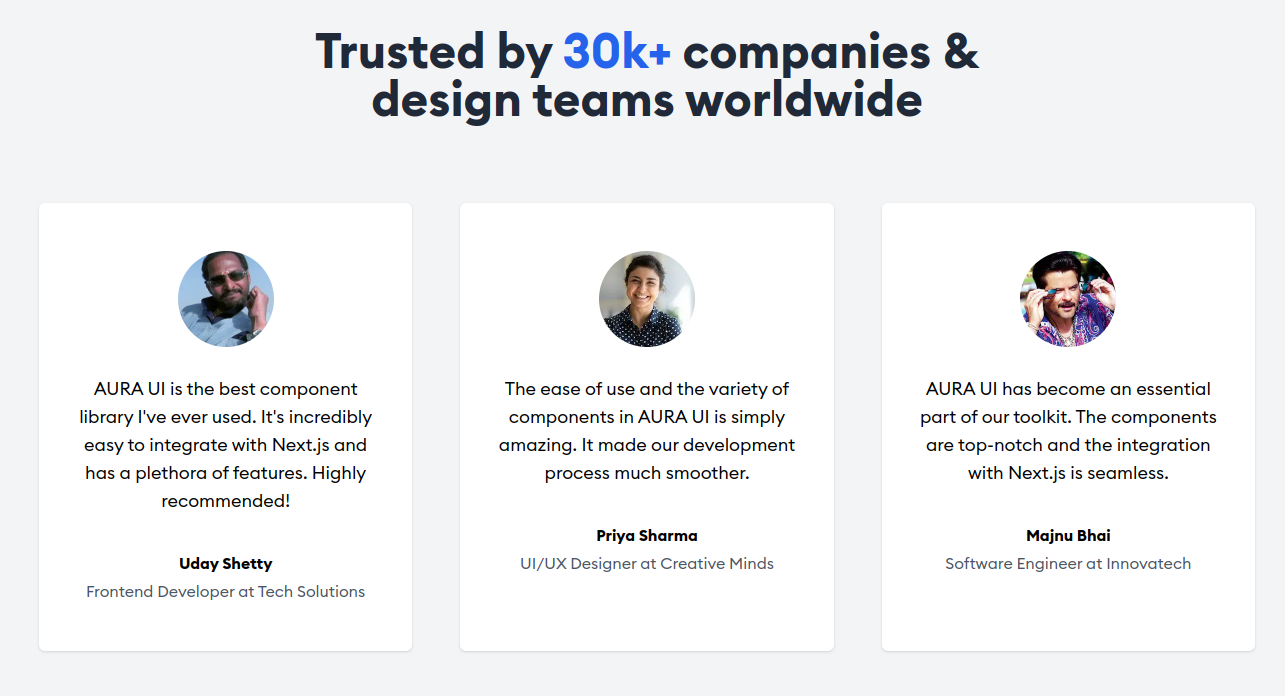 Trusted by 30k+ companies &
design teams worldwide
AURA UI is the best component
library I've ever used. It's incredibly
easy to integrate with Next.js and
has a plethora of features. Highly
recommended!
Uday Shetty
Frontend Developer at Tech Solutions
The ease of use and the variety of
components in AURA UI is simply
amazing. It made our development
process much smoother.
Priya Sharma
UI/UX Designer at Creative Minds
AURA UI has become an essential
part of our toolkit. The components
are top-notch and the integration
with Next.js is seamless.
Majnu Bhai
Software Engineer at Innovatech